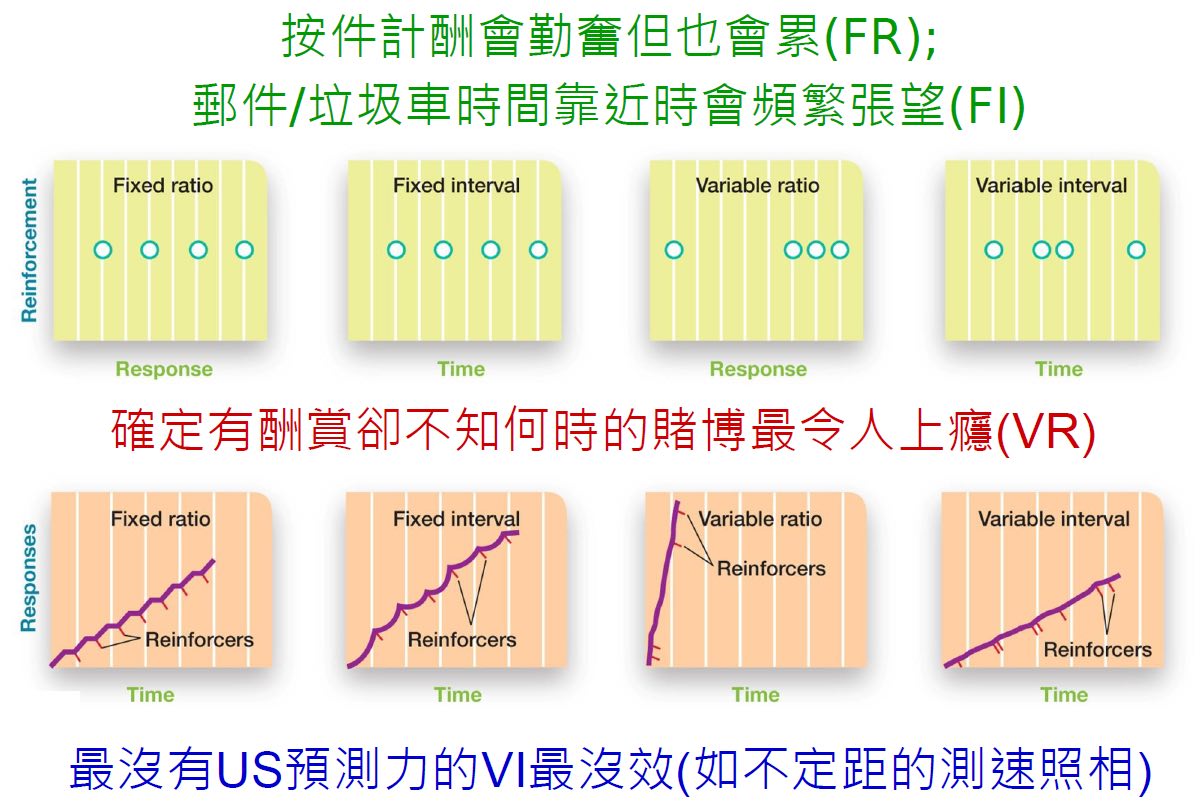 按件計酬會勤奮但也會累(FR);
郵件/垃圾車時間靠近時會頻繁張望(FI)
Reinforcement
Fixed ratio
Fixed interval
Variable ratio
Variable interval
Response
Time
Response
Time
確定有酬賞卻不知何時的賭博最令人上癮(VR)
Responses
Fixed ratio
Reinforcers
Fixed interval
Reinforcers
Variable ratio
Reinforcers
Variable interval
Reinforcers
Time
Time
Time
Time
最沒有US預測力的VI最沒效(如不定距的測速照相)